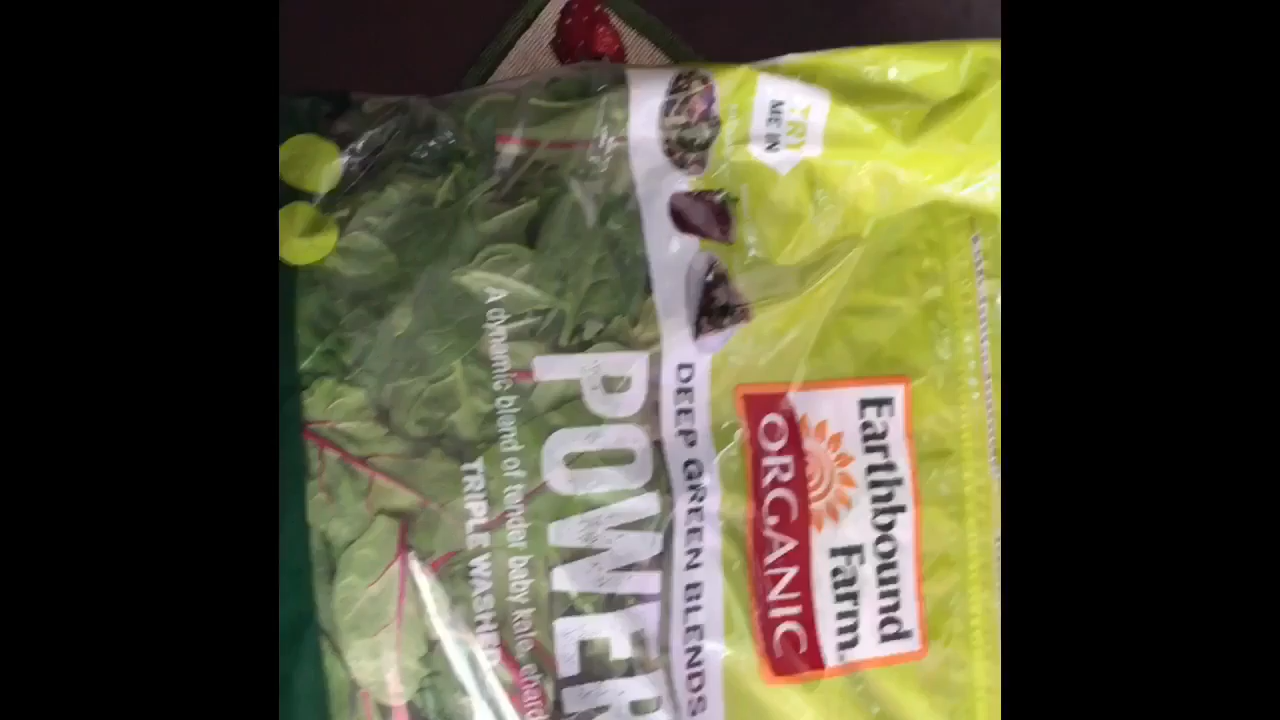 Earthbound
Farm
ORGANIC
TRY
ME IN
DEEP GREEN BLENDS
POWER
A dynamic blend of tender baby kale, chard
TRIPLE WASHED